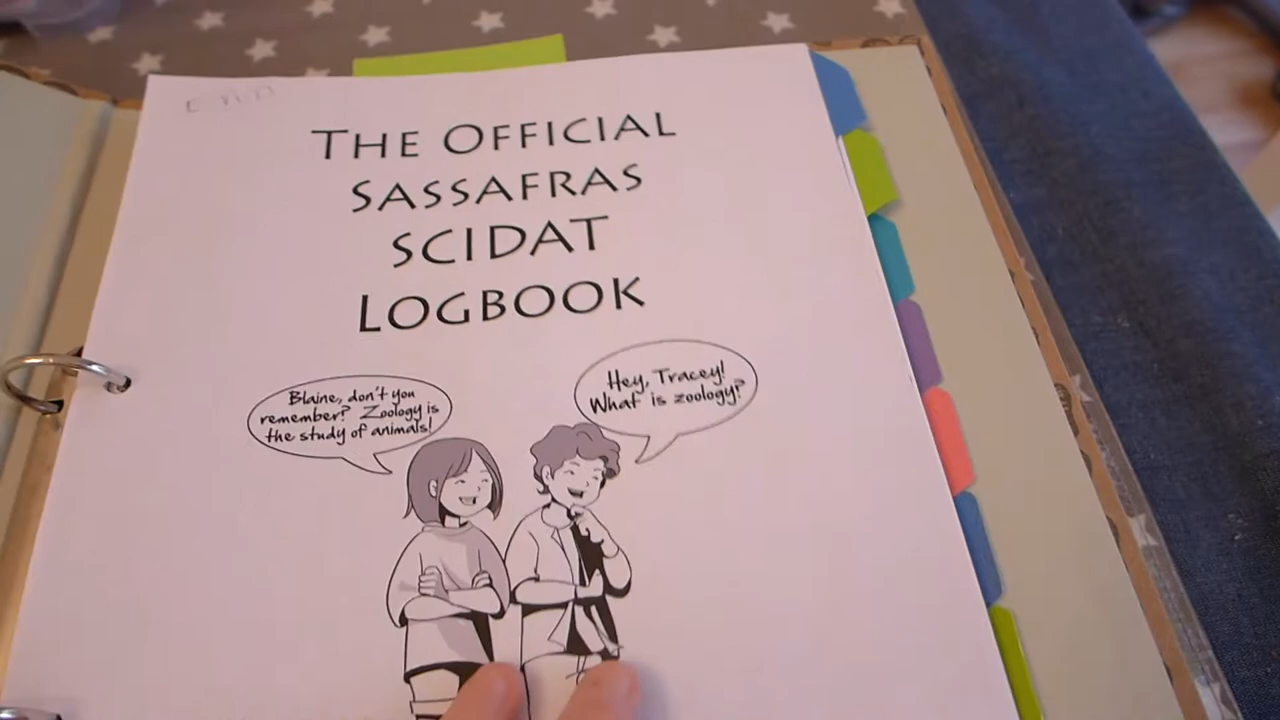 THE OFFICIAL
SASSAFRAS
SCIDAT
LOGBOOK
Hey, Tracey!
What is zoology?
Blaine, don't you
remember? Zoology is
the study of animals!